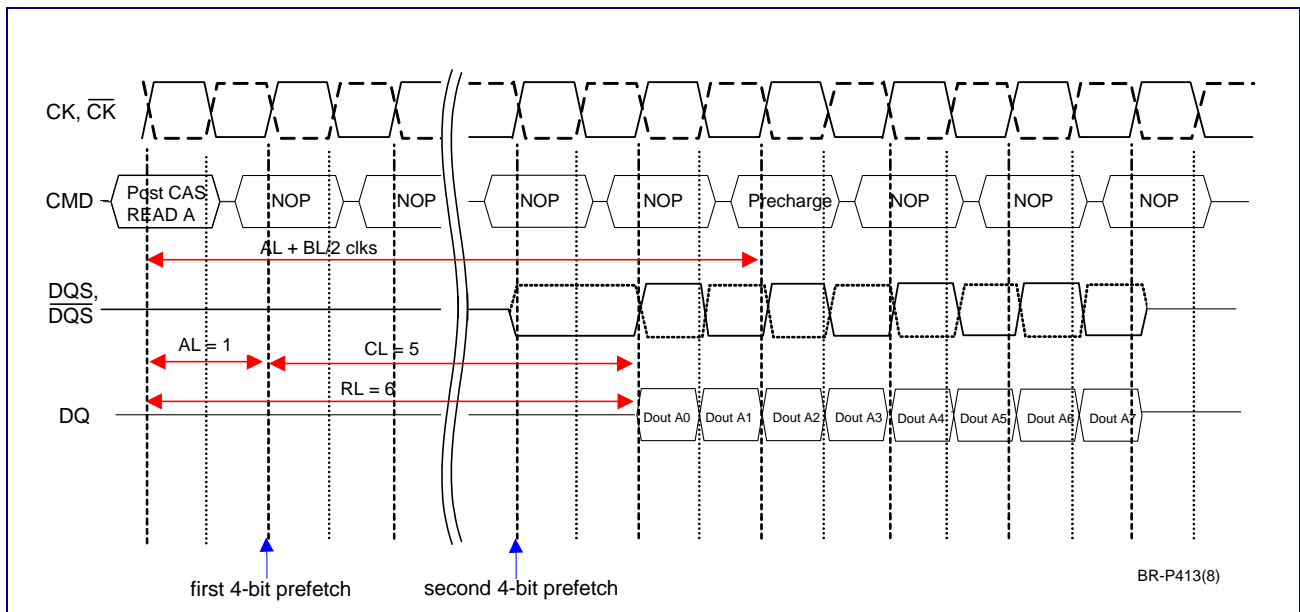 CK, CK
CMD
Post CAS
READ A
NOP
NOP
NOP
NOP
Precharge
NOP
NOP
NOP
AL + BL/2 clks
DQS,
DQS
AL = 1
CL = 5
RL = 6
DQ
Dout A0
Dout A1
Dout A2
Dout A3
Dout A4
Dout A5
Dout A6
Dout A7
first 4-bit prefetch
second 4-bit prefetch
BR-P413(8)